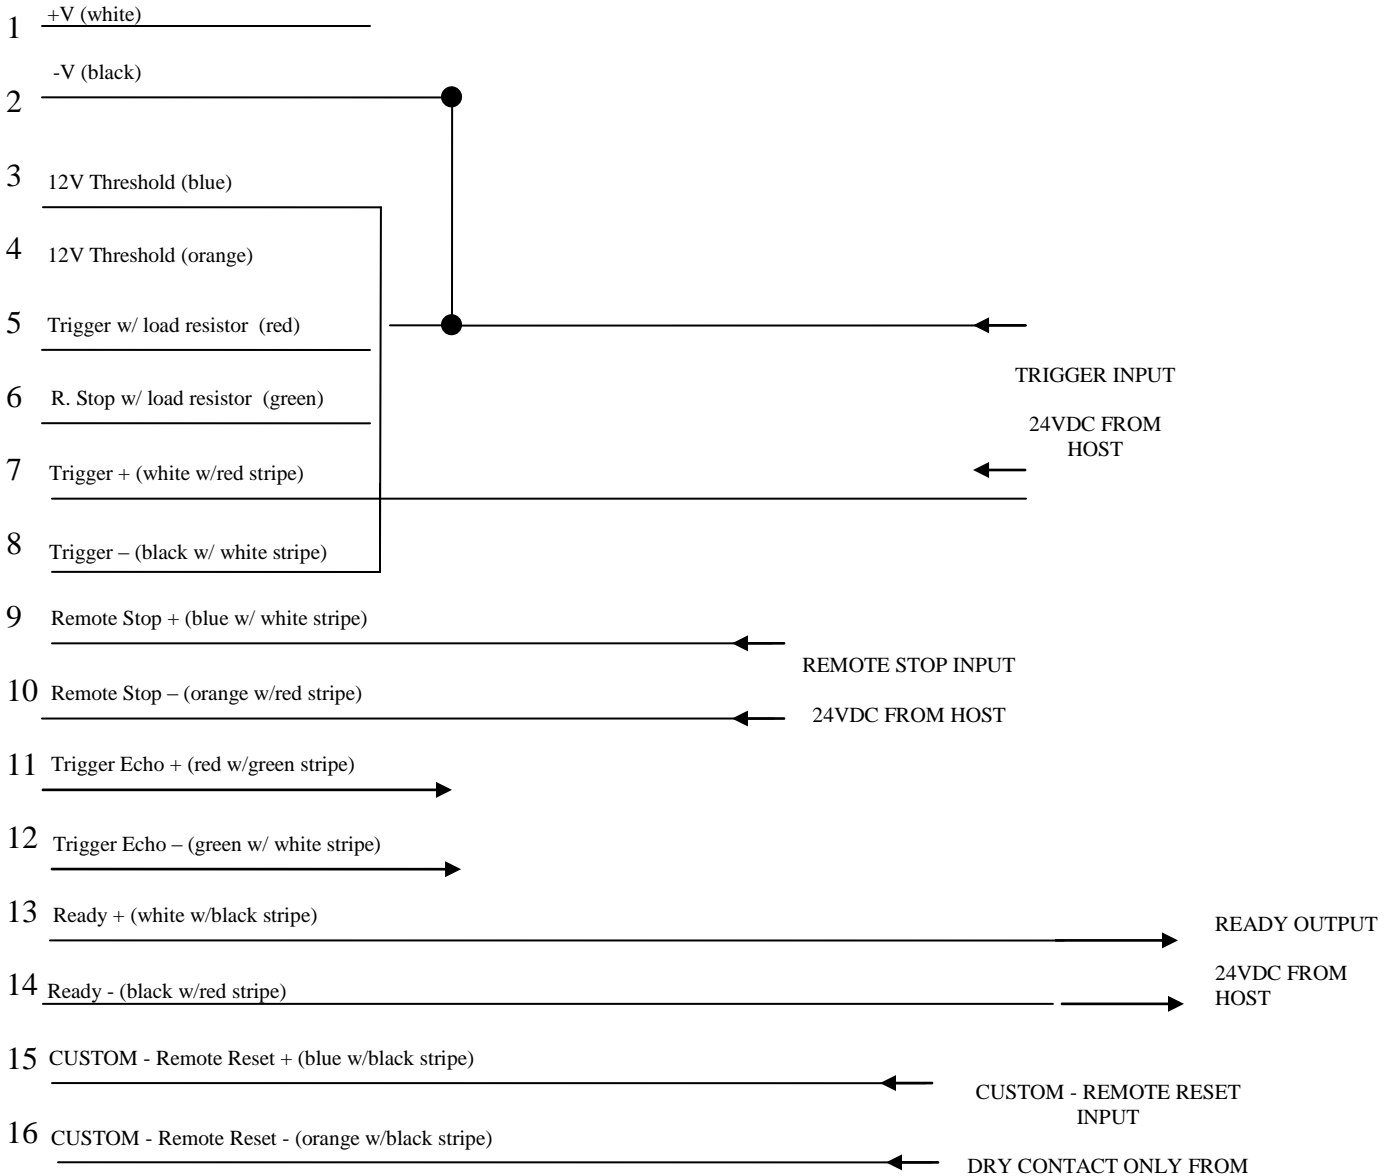 1 +V (white)
-V (black)
2
3 12V Threshold (blue)
4 12V Threshold (orange)
5 Trigger w/ load resistor (red)
TRIGGER INPUT
6 R. Stop w/ load resistor (green)
24VDC FROM
HOST
7 Trigger + (white w/red stripe)
8 Trigger – (black w/ white stripe)
9 Remote Stop + (blue w/ white stripe)
REMOTE STOP INPUT
10 Remote Stop – (orange w/red stripe)
24VDC FROM HOST
11 Trigger Echo + (red w/green stripe)
12 Trigger Echo – (green w/ white stripe)
13 Ready + (white w/black stripe)
READY OUTPUT
14 Ready - (black w/red stripe)
24VDC FROM
HOST
15 CUSTOM - Remote Reset + (blue w/black stripe)
CUSTOM - REMOTE RESET
INPUT
16 CUSTOM - Remote Reset - (orange w/black stripe)
DRY CONTACT ONLY FROM